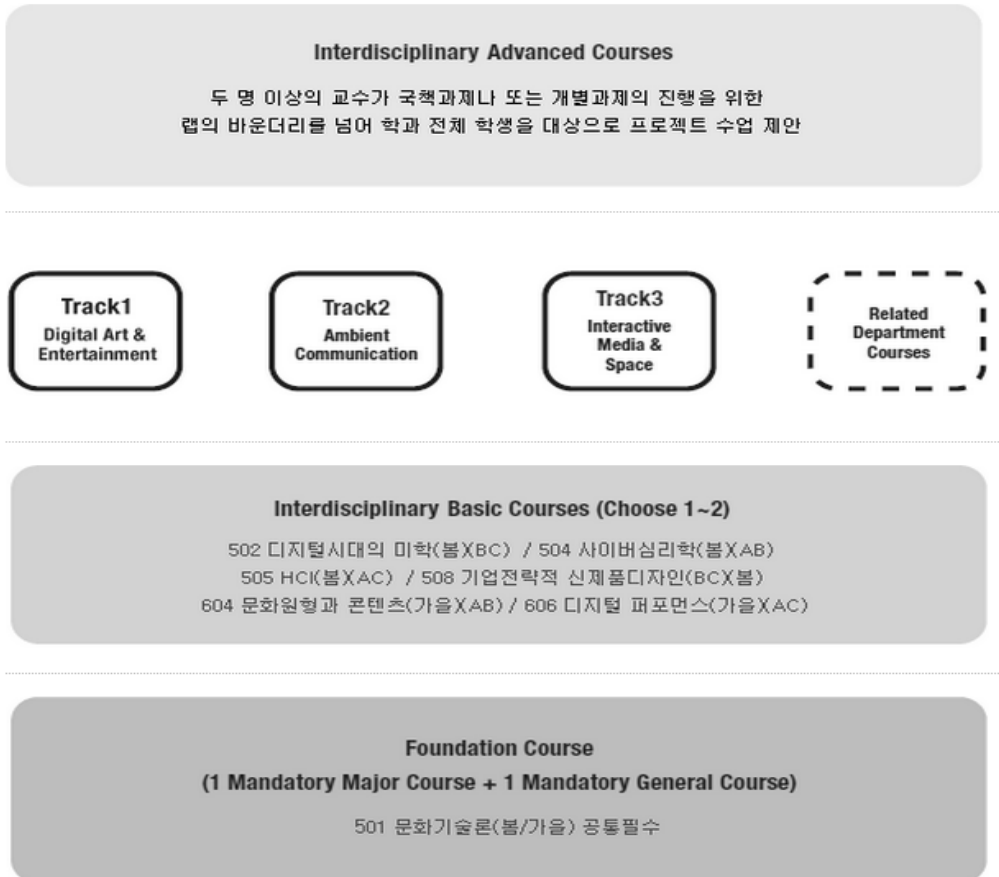 Interdisciplinary Advanced Courses
두 명 이상의 교수가 국책과제나 또는 개별과제의 진행을 위한
랩의 바운더리를 넘어 학과 전체 학생을 대상으로 프로젝트 수업 제안
Track1
Digital Art &
Entertainment
Track2
Ambient
Communication
Track3
Interactive
Media &
Space
Related
Department
Courses
Interdisciplinary Basic Courses (Choose 1~2)
502 디지털시대의 미학(봄)(BC) / 504 사이버심리학(봄)(AB)
505 HCI(봄)(AC) / 508 기업전략적 신제품디자인(BC)(봄)
604 문화원형과 콘텐츠(가을)(AB) / 606 디지털 퍼포먼스(가을)(AC)
Foundation Course
(1 Mandatory Major Course + 1 Mandatory General Course)
501 문화기술론(봄/가을) 공통필수